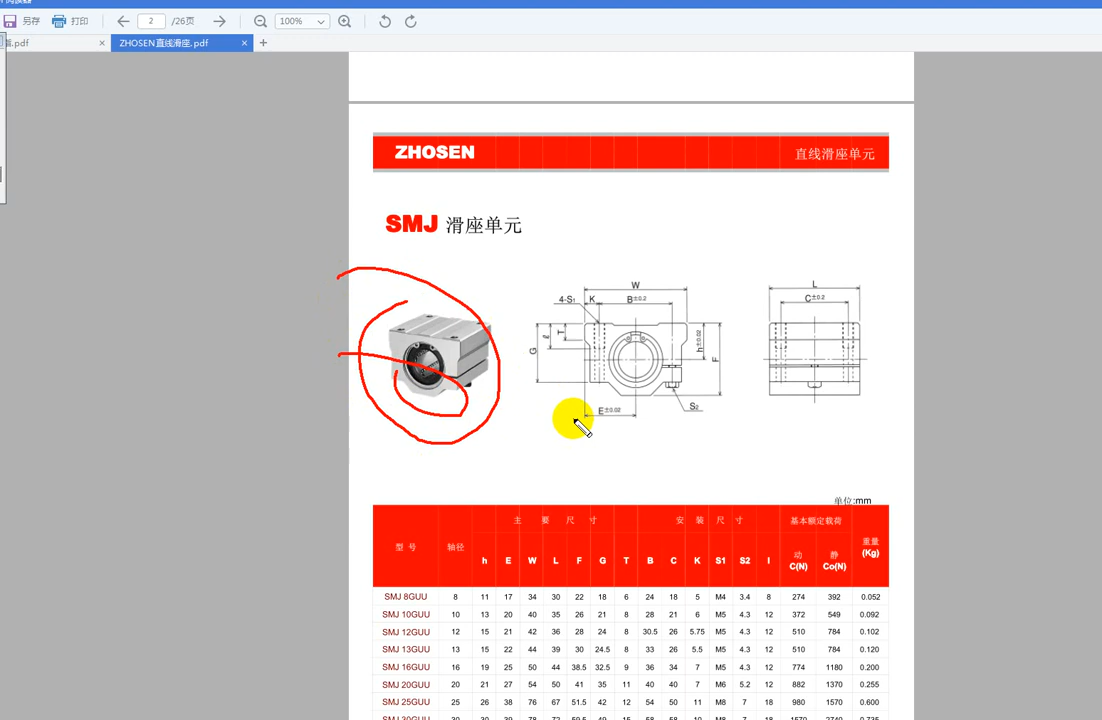 另存 打印 2 /26页 100%
.pdf ZHOSEN直线滑座.pdf
ZHOSEN 直线滑座单元
SMJ 滑座单元
W
4-S1 K B±0.2
G ℓ T h±0.02 F
E±0.02 S2
L
C±0.2
单位:mm
型号 轴径 主要尺寸 安装尺寸 基本额定载荷 重量(Kg)
h E W L F G T B C K S1 S2 l 动C(N) 静Co(N)
SMJ 8GUU 8 11 17 34 30 22 18 6 24 18 5 M4 3.4 8 274 392 0.052
SMJ 10GUU 10 13 20 40 35 26 21 8 28 21 6 M5 4.3 12 372 549 0.092
SMJ 12GUU 12 15 21 42 36 28 24 8 30.5 26 5.75 M5 4.3 12 510 784 0.102
SMJ 13GUU 13 15 22 44 39 30 24.5 8 33 26 5.5 M5 4.3 12 510 784 0.120
SMJ 16GUU 16 19 25 50 44 38.5 32.5 9 36 34 7 M5 4.3 12 774 1180 0.200
SMJ 20GUU 20 21 27 54 50 41 35 11 40 40 7 M6 5.2 12 882 1370 0.255
SMJ 25GUU 25 26 38 76 67 51.5 42 12 54 50 11 M8 7 18 980 1570 0.600